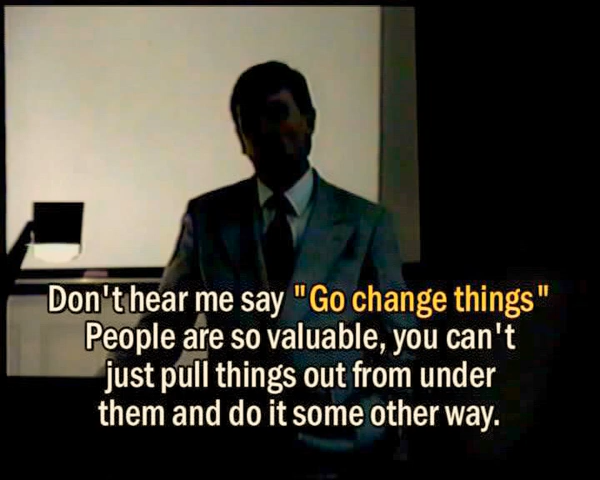 Don't hear me say "Go change things"
People are so valuable, you can't
just pull things out from under
them and do it some other way.